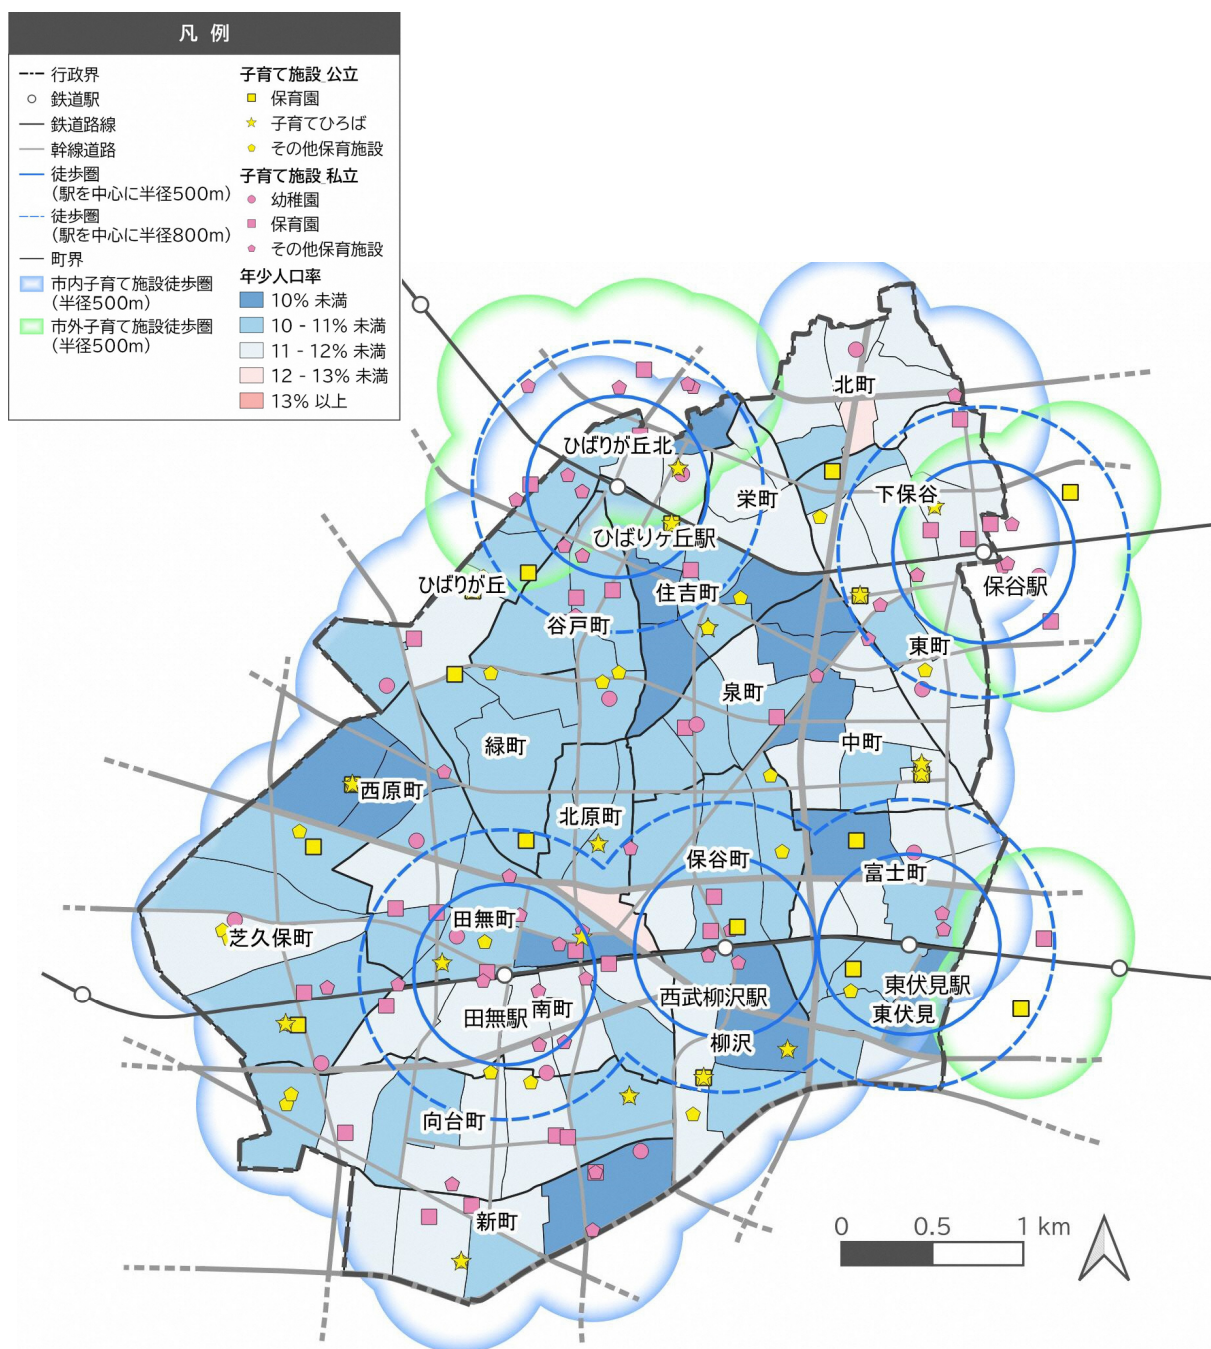 凡 例
行政界
鉄道駅
鉄道路線
幹線道路
徒歩圏
(駅を中心に半径500m)
徒歩圏
(駅を中心に半径800m)
町界
市内子育て施設徒歩圏
(半径500m)
市外子育て施設徒歩圏
(半径500m)
子育て施設_公立
保育園
子育てひろば
その他保育施設
子育て施設_私立
幼稚園
保育園
その他保育施設
年少人口率
10% 未満
10 - 11% 未満
11 - 12% 未満
12 - 13% 未満
13% 以上
北町
ひばりが丘北
栄町
下保谷
ひばりヶ丘駅
ひばりが丘
住吉町
保谷駅
谷戸町
東町
泉町
緑町
中町
西原町
北原町
保谷町
富士町
田無町
芝久保町
東伏見駅
西武柳沢駅
南町
田無駅
東伏見
柳沢
向台町
新町
0 0.5 1 km